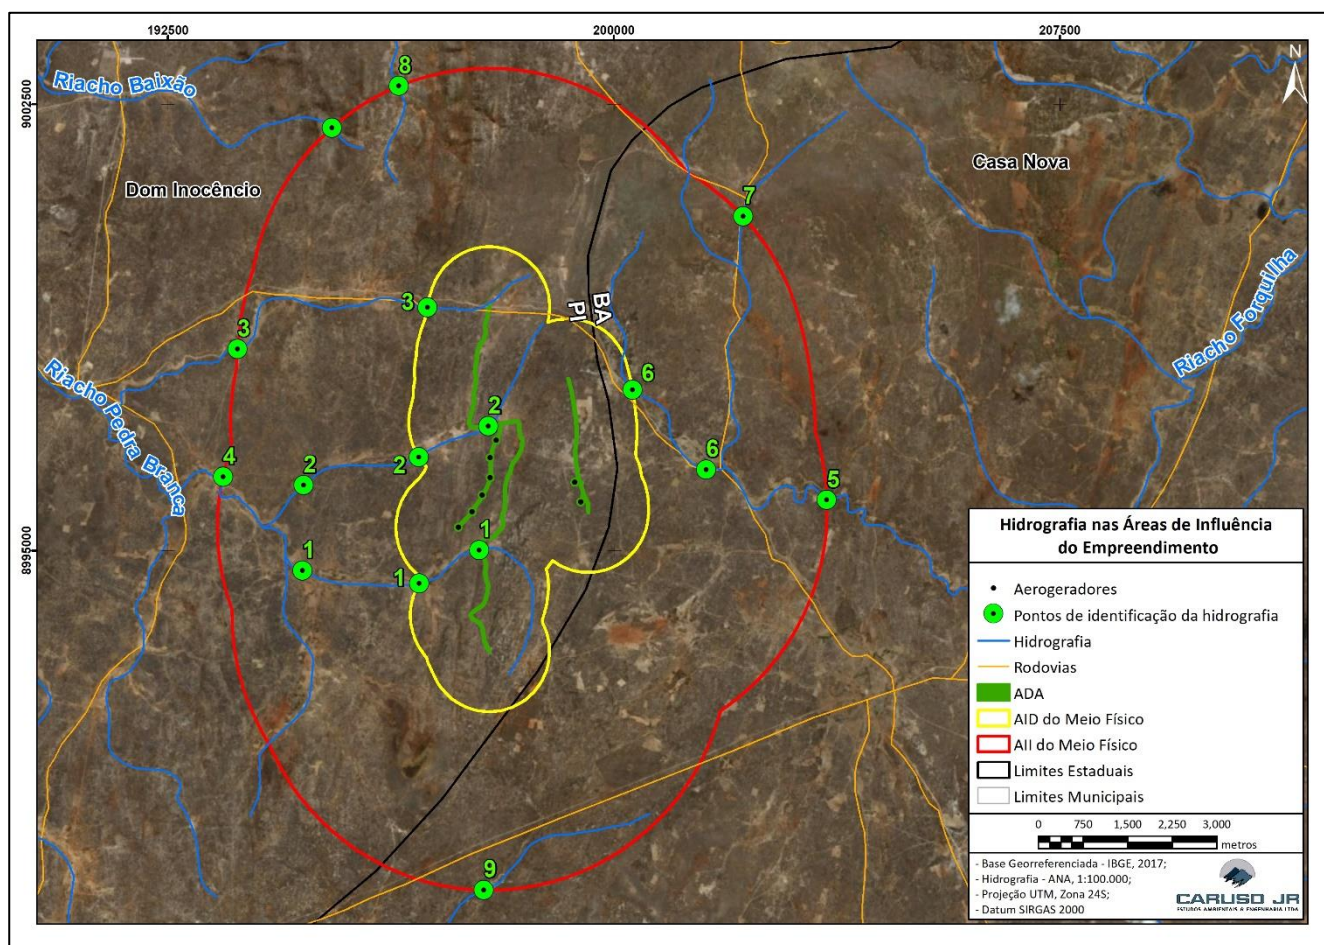 192500
200000
207500
N
8
Riacho Baixão
9002500
Casa Nova
Dom Inocêncio
7
Riacho Forquilha
BA
PI
3
3
Riacho Pedra Branca
6
2
6
4
2
2
5
8995000
1
1
1
9
Hidrografia nas Áreas de Influência
do Empreendimento
Aerogeradores
Pontos de identificação da hidrografia
Hidrografia
Rodovias
ADA
AID do Meio Físico
AII do Meio Físico
Limites Estaduais
Limites Municipais
0 750 1,500 2,250 3,000
metros
- Base Georreferenciada - IBGE, 2017;
- Hidrografia - ANA, 1:100.000;
- Projeção UTM, Zona 24S;
- Datum SIRGAS 2000
CARUSO JR
ESTUDOS AMBIENTAIS & ENGENHARIA LTDA